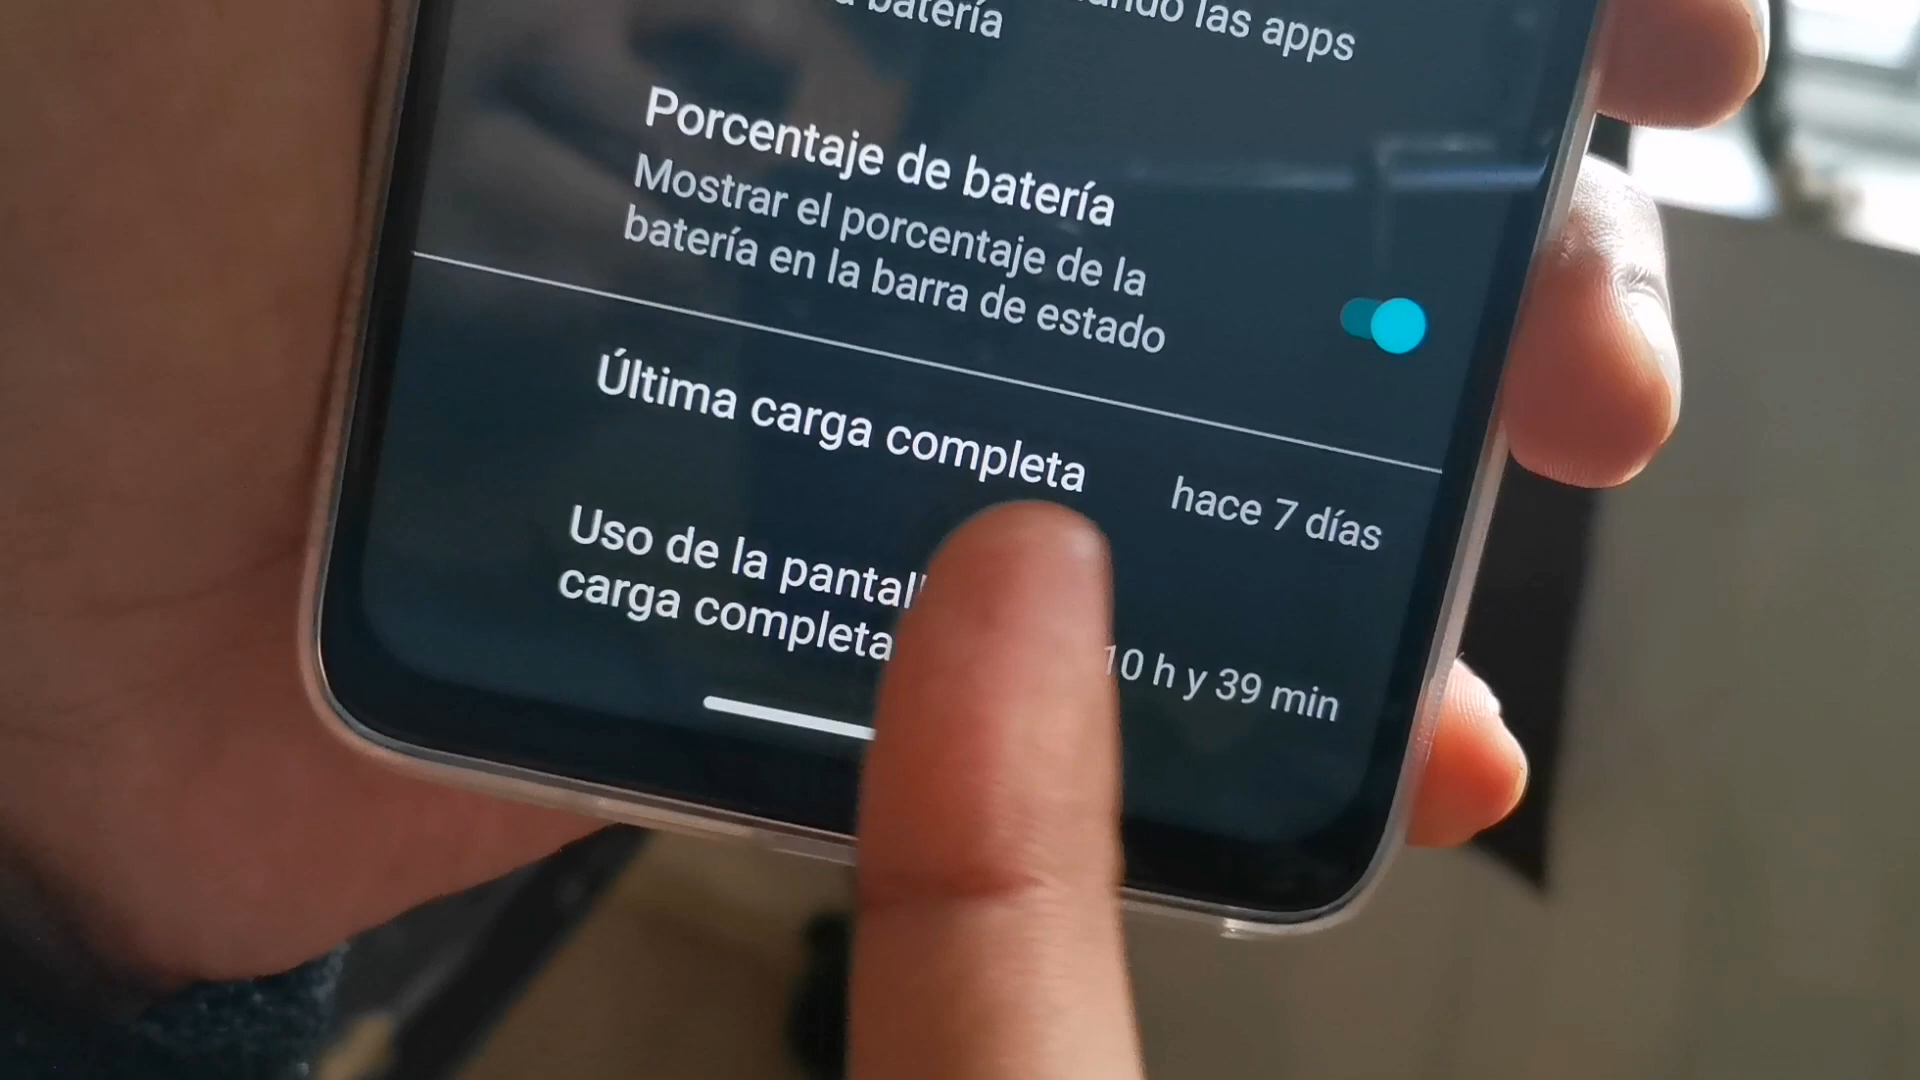 ando las apps
batería
Porcentaje de batería
Mostrar el porcentaje de la
batería en la barra de estado
Última carga completa
hace 7 días
Uso de la
carga completa
10 h y 39 min